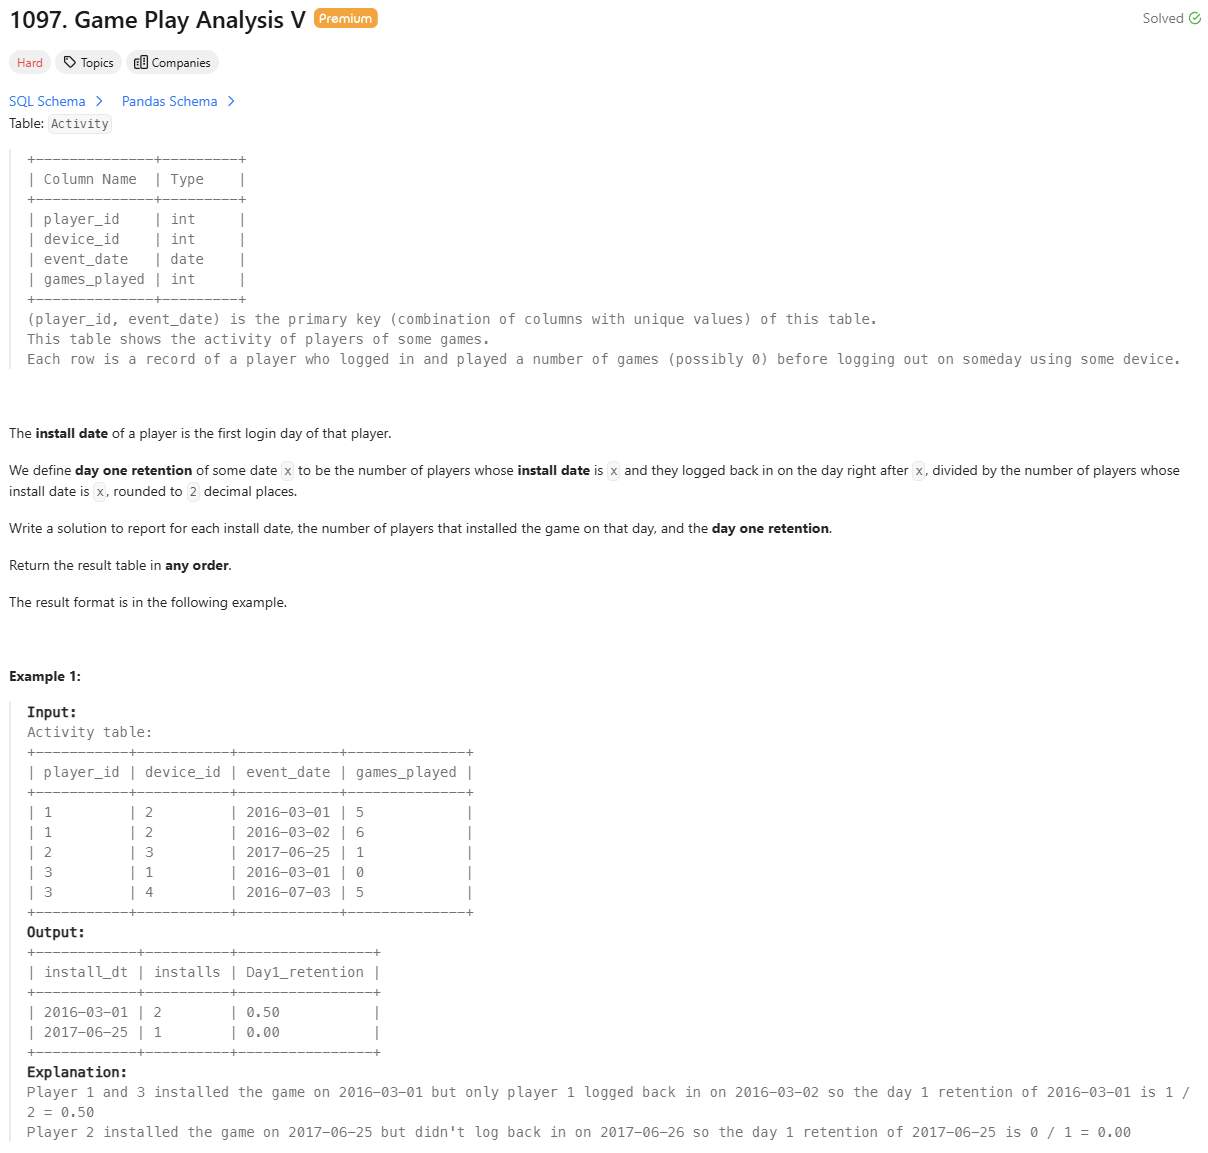 1097. Game Play Analysis V Premium Solved
Hard Topics Companies
SQL Schema > Pandas Schema >
Table: Activity
+--------------+---------+
| Column Name  | Type    |
+--------------+---------+
| player_id    | int     |
| device_id    | int     |
| event_date   | date    |
| games_played | int     |
+--------------+---------+
(player_id, event_date) is the primary key (combination of columns with unique values) of this table.
This table shows the activity of players of some games.
Each row is a record of a player who logged in and played a number of games (possibly 0) before logging out on someday using some device.
The install date of a player is the first login day of that player.
We define day one retention of some date x to be the number of players whose install date is x and they logged back in on the day right after x, divided by the number of players whose
install date is x, rounded to 2 decimal places.
Write a solution to report for each install date, the number of players that installed the game on that day, and the day one retention.
Return the result table in any order.
The result format is in the following example.
Example 1:
Input:
Activity table:
+-----------+-----------+------------+--------------+
| player_id | device_id | event_date | games_played |
+-----------+-----------+------------+--------------+
| 1         | 2         | 2016-03-01 | 5            |
| 1         | 2         | 2016-03-02 | 6            |
| 2         | 3         | 2017-06-25 | 1            |
| 3         | 1         | 2016-03-01 | 0            |
| 3         | 4         | 2016-07-03 | 5            |
+-----------+-----------+------------+--------------+
Output:
+------------+----------+----------------+
| install_dt | installs | Day1_retention |
+------------+----------+----------------+
| 2016-03-01 | 2        | 0.50           |
| 2017-06-25 | 1        | 0.00           |
+------------+----------+----------------+
Explanation:
Player 1 and 3 installed the game on 2016-03-01 but only player 1 logged back in on 2016-03-02 so the day 1 retention of 2016-03-01 is 1 /
2 = 0.50
Player 2 installed the game on 2017-06-25 but didn't log back in on 2017-06-26 so the day 1 retention of 2017-06-25 is 0 / 1 = 0.00